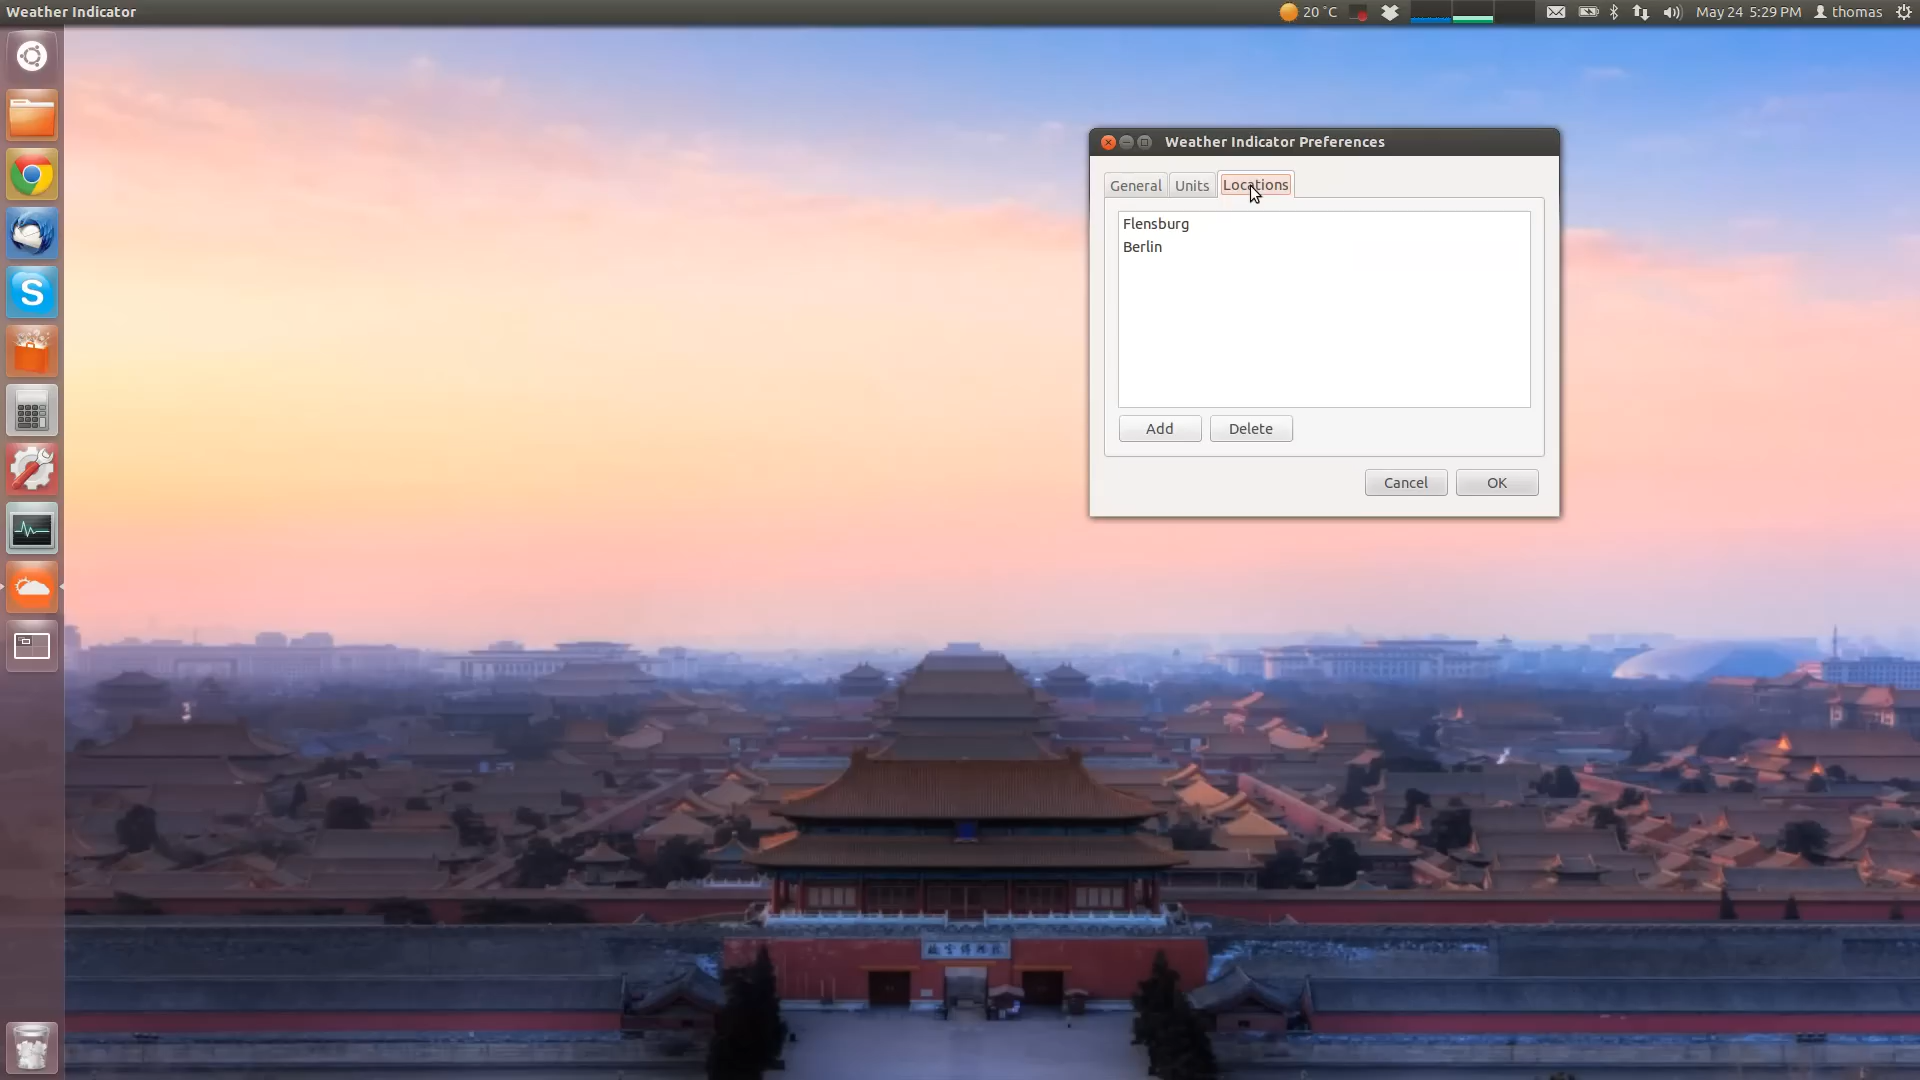 Weather Indicator
20 °C
May 24 5:29 PM
thomas
Weather Indicator Preferences
General
Units
Locations
Flensburg
Berlin
Add
Delete
Cancel
OK